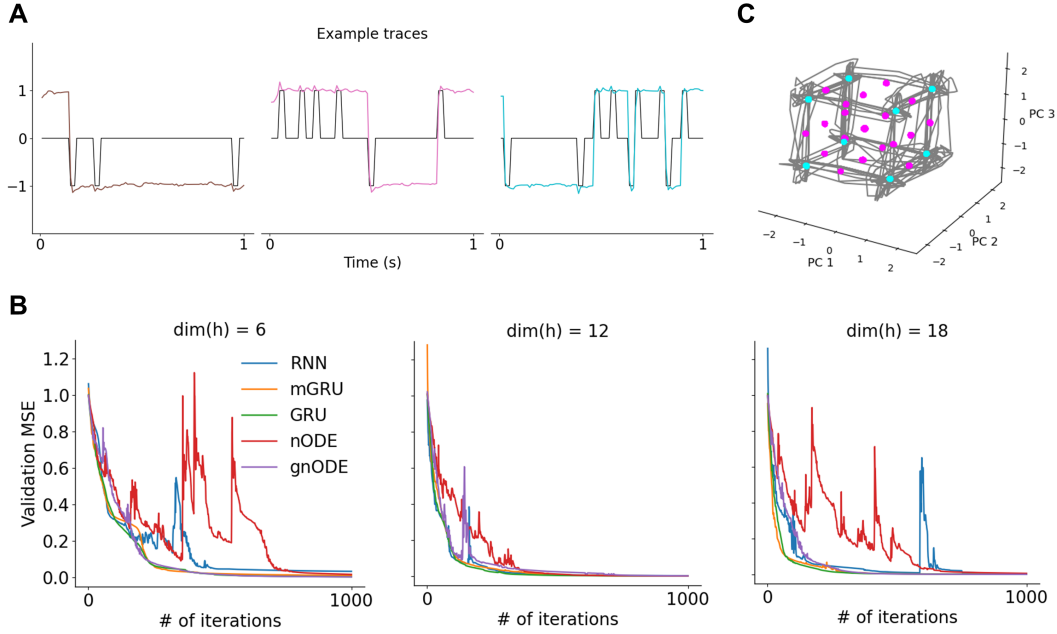 A
Example traces
1
0
−1
0
1
0
1
0
1
Time (s)
C
2
1
0
−1
−2
PC 3
2
1
0
−1
−2
PC 2
−2
−1
0
1
2
PC 1
B
dim(h) = 6
dim(h) = 12
dim(h) = 18
1.2
1.0
0.8
0.6
0.4
0.2
0.0
Validation MSE
RNN
mGRU
GRU
nODE
gnODE
0
1000
0
1000
0
1000
# of iterations
# of iterations
# of iterations